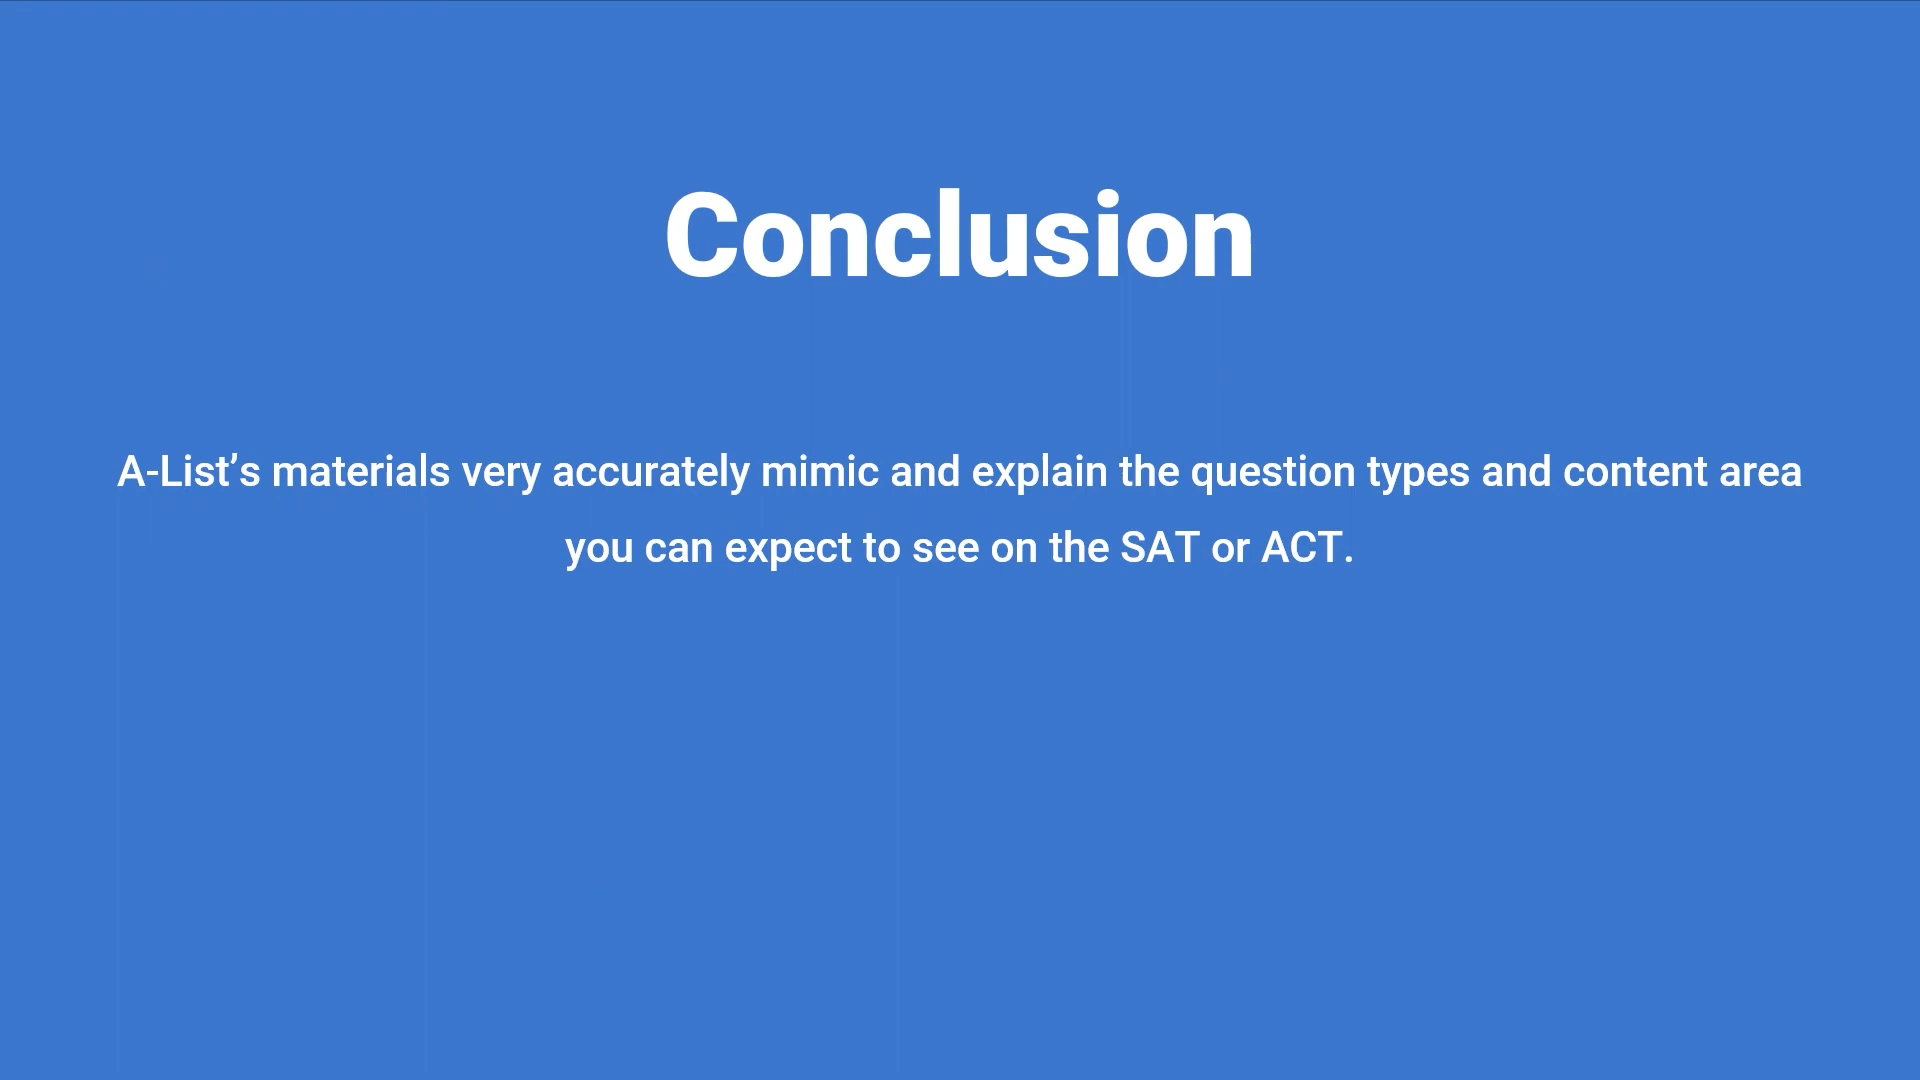 Conclusion
A-List’s materials very accurately mimic and explain the question types and content area
you can expect to see on the SAT or ACT.